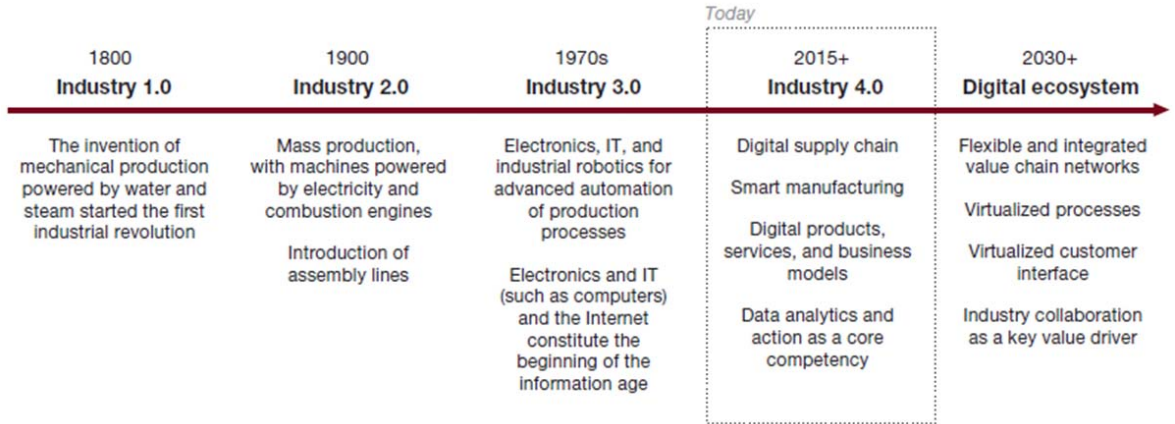 Today
1800
Industry 1.0
The invention of
mechanical production
powered by water and
steam started the first
industrial revolution
1900
Industry 2.0
Mass production,
with machines powered
by electricity and
combustion engines
Introduction of
assembly lines
1970s
Industry 3.0
Electronics, IT, and
industrial robotics for
advanced automation
of production
processes
Electronics and IT
(such as computers)
and the Internet
constitute the
beginning of the
information age
2015+
Industry 4.0
Digital supply chain
Smart manufacturing
Digital products,
services, and business
models
Data analytics and
action as a core
competency
2030+
Digital ecosystem
Flexible and integrated
value chain networks
Virtualized processes
Virtualized customer
interface
Industry collaboration
as a key value driver